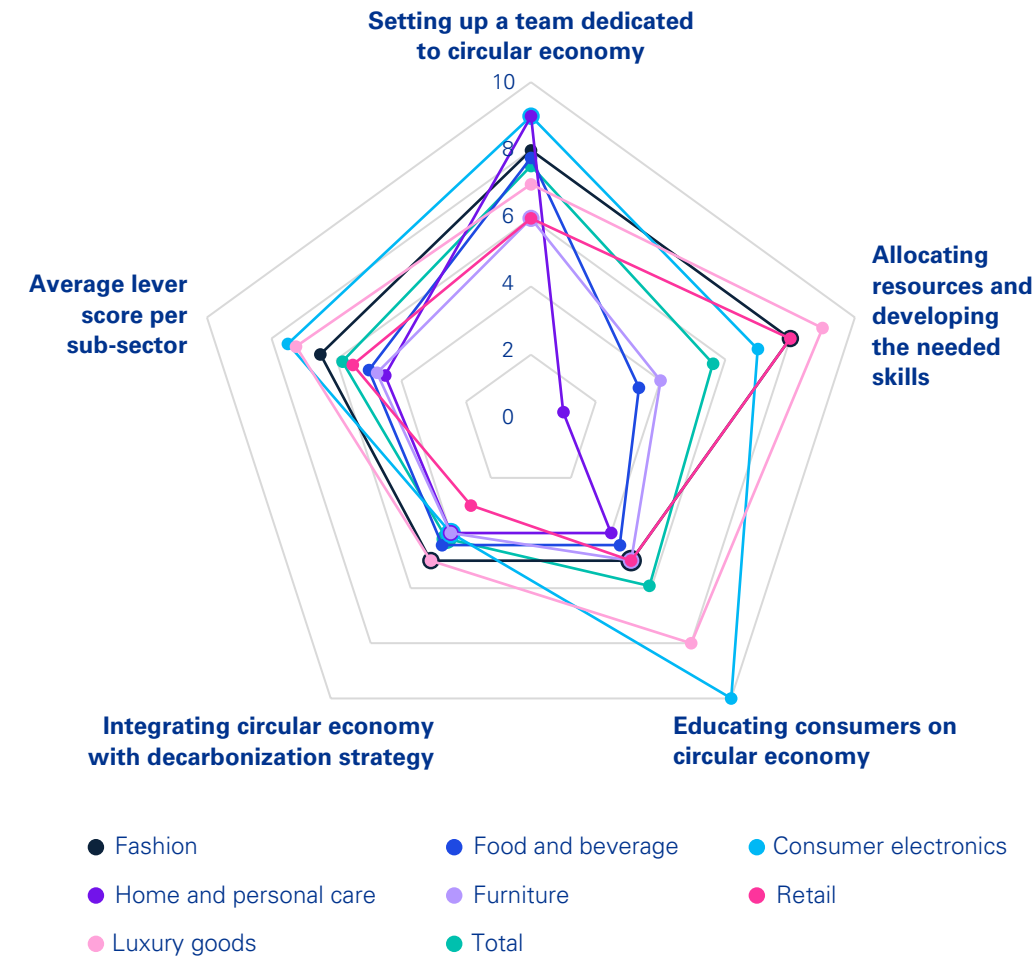 Setting up a team dedicated
to circular economy
10
8
6
4
2
0
Allocating
resources and
developing
the needed
skills
Average lever
score per
sub-sector
Integrating circular economy
with decarbonization strategy
Educating consumers on
circular economy
Fashion
Food and beverage
Consumer electronics
Home and personal care
Furniture
Retail
Luxury goods
Total